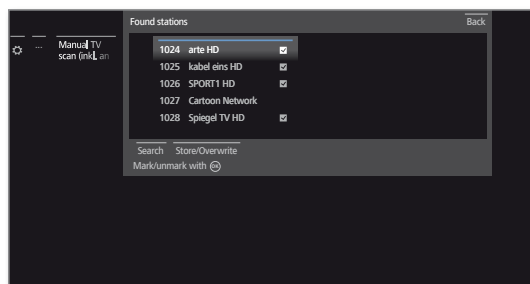 Found stations
Back
...
Manual TV
scan (inkl. an
1024 arte HD
1025 kabel eins HD
1026 SPORT1 HD
1027 Cartoon Network
1028 Spiegel TV HD
Search Store/Overwrite
Mark/unmark with OK